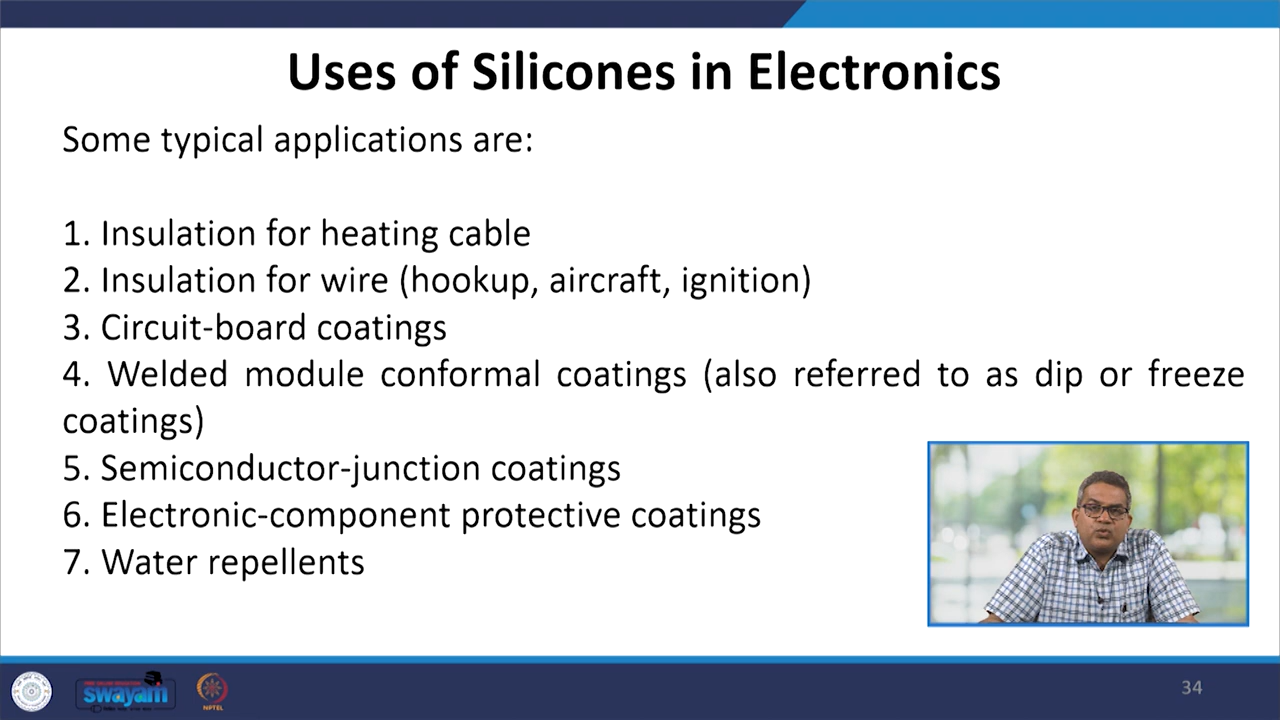 Uses of Silicones in Electronics
Some typical applications are:
1. Insulation for heating cable
2. Insulation for wire (hookup, aircraft, ignition)
3. Circuit-board coatings
4. Welded module conformal coatings (also referred to as dip or freeze
coatings)
5. Semiconductor-junction coatings
6. Electronic-component protective coatings
7. Water repellents
swayam
NPTEL
34